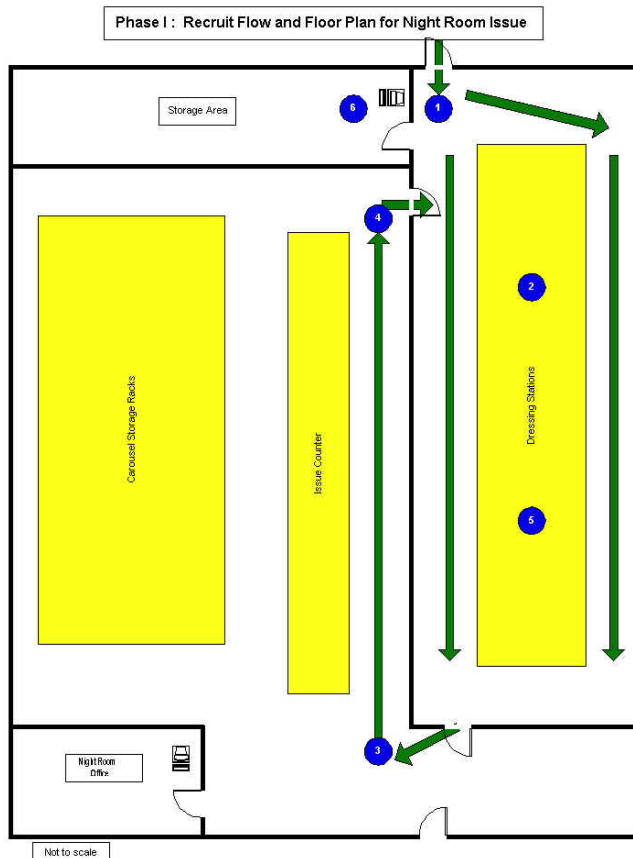 Phase I : Recruit Flow and Floor Plan for Night Room Issue
Storage Area
6
1
4
2
Carousel Storage Racks
Issue Counter
Dressing Stations
5
3
Night Room
Office
Not to scale